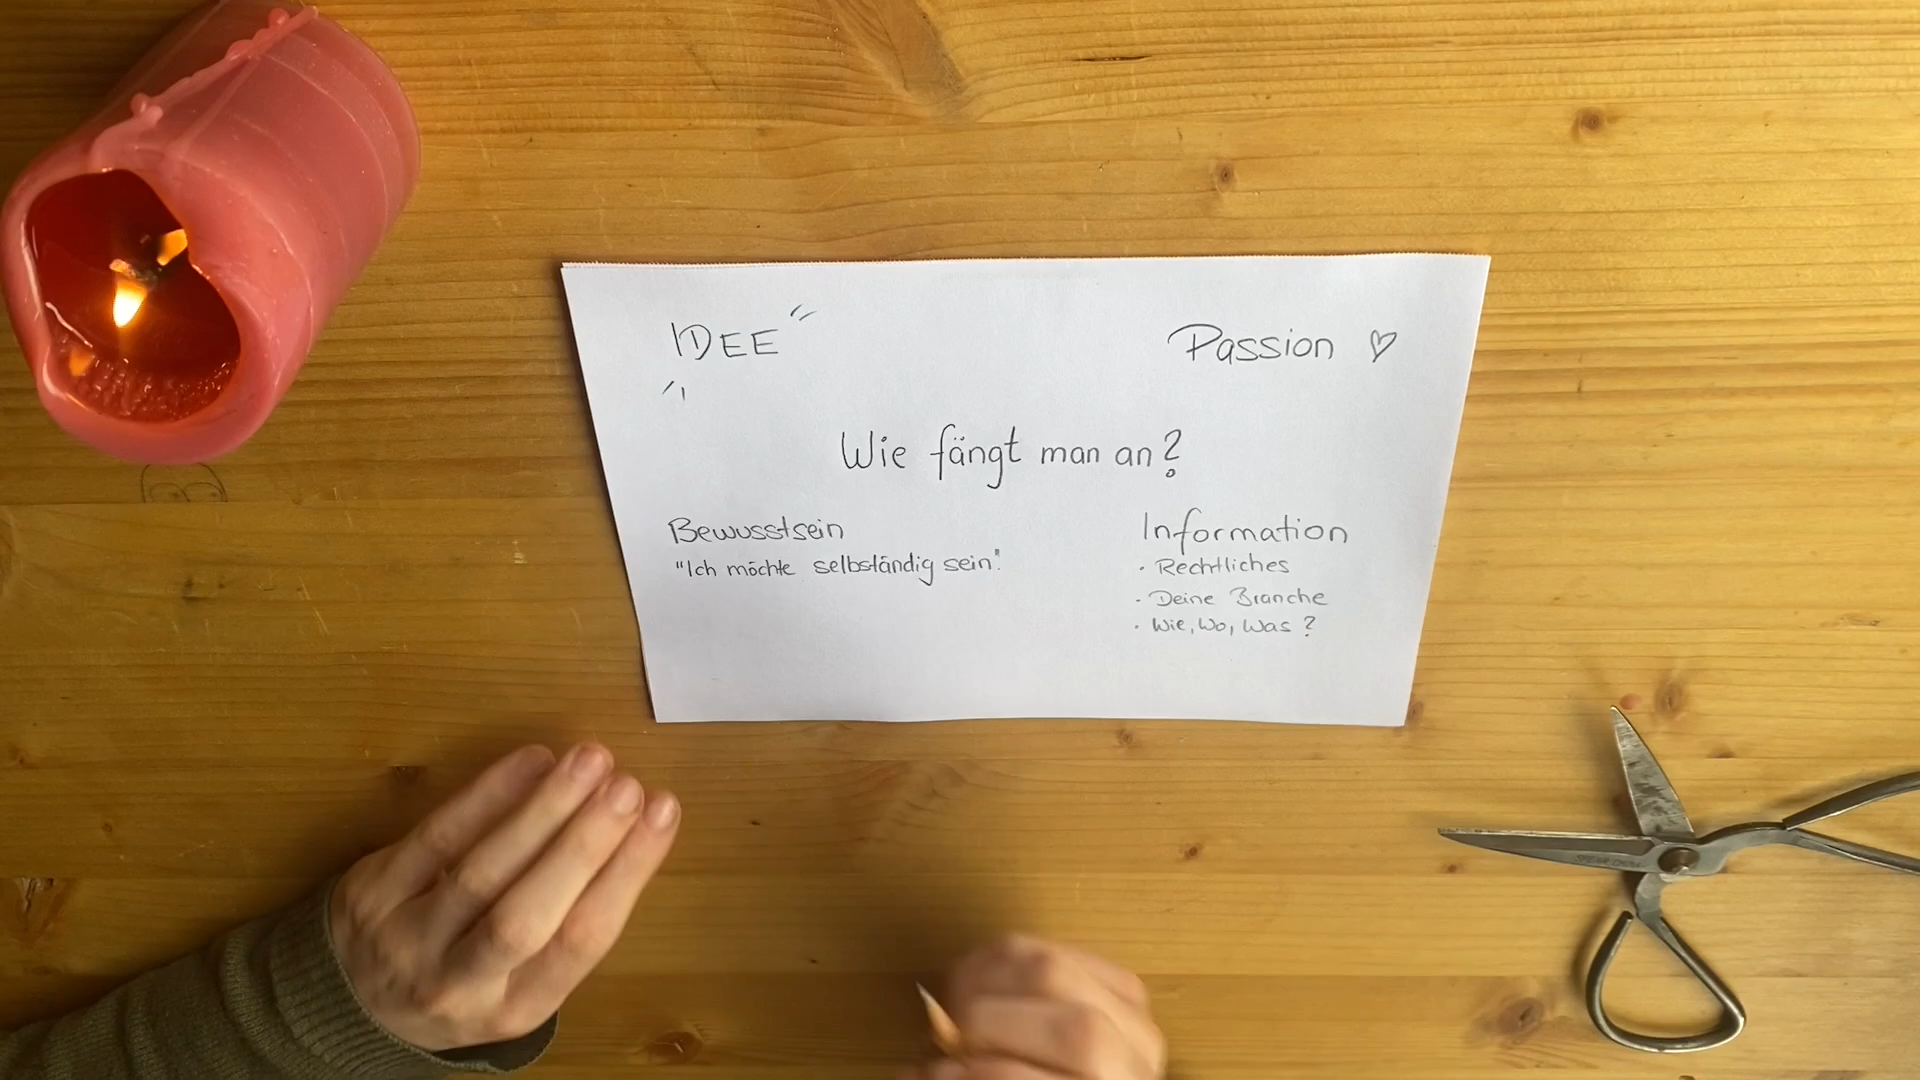 IDEE
Passion ♡
Wie fängt man an?
Bewusstsein
"Ich möchte selbständig sein"
Information
· Rechtliches
- Deine Branche
· Wie, Wo, Was?